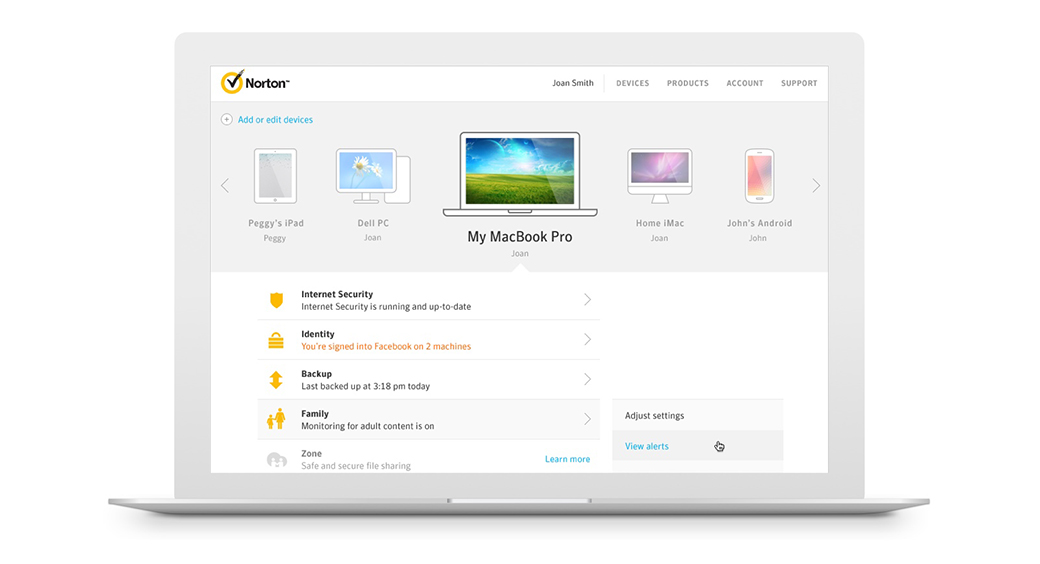 Norton™
Joan Smith
DEVICES
PRODUCTS
ACCOUNT
SUPPORT
Add or edit devices
Peggy's iPad
Peggy
Dell PC
Joan
My MacBook Pro
Joan
Home iMac
Joan
John's Android
John
Internet Security
Internet Security is running and up-to-date
Identity
You're signed into Facebook on 2 machines
Backup
Last backed up at 3:18 pm today
Family
Monitoring for adult content is on
Adjust settings
View alerts
Zone
Safe and secure file sharing
Learn more